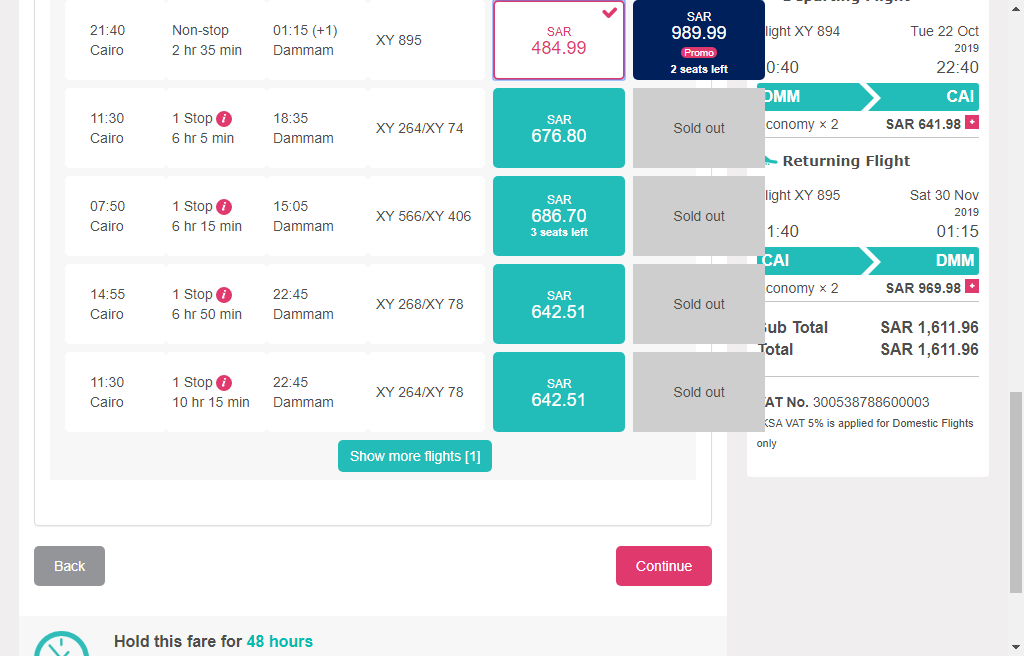 Departing Flight
21:40 Non-stop 01:15 (+1) XY 895 SAR 484.99
Cairo 2 hr 35 min Dammam
SAR
989.99
Promo
2 seats left
11:30 1 Stop i 18:35 XY 264/XY 74 SAR 676.80 Sold out
Cairo 6 hr 5 min Dammam
07:50 1 Stop i 15:05 XY 566/XY 406 SAR 686.70 Sold out
Cairo 6 hr 15 min Dammam 3 seats left
14:55 1 Stop i 22:45 XY 268/XY 78 SAR 642.51 Sold out
Cairo 6 hr 50 min Dammam
11:30 1 Stop i 22:45 XY 264/XY 78 SAR 642.51 Sold out
Cairo 10 hr 15 min Dammam
Show more flights [1]
Back Continue
Hold this fare for 48 hours
light XY 894 Tue 22 Oct
2019
0:40 22:40
DMM CAI
conomy × 2 SAR 641.98 +
Returning Flight
light XY 895 Sat 30 Nov
2019
1:40 01:15
CAI DMM
conomy × 2 SAR 969.98 +
Sub Total SAR 1,611.96
Total SAR 1,611.96
VAT No. 300538788600003
KSA VAT 5% is applied for Domestic Flights
only